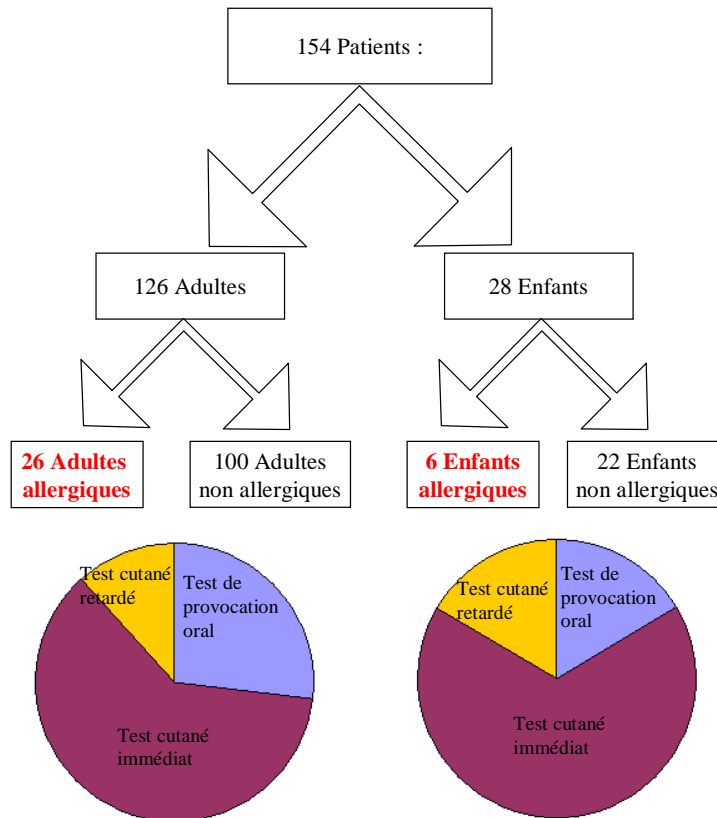 154 Patients :
126 Adultes
28 Enfants
26 Adultes
allergiques
100 Adultes
non allergiques
6 Enfants
allergiques
22 Enfants
non allergiques
Test cutané
retardé
Test de
provocation
oral
Test cutané
immédiat
Test cutané
retardé
Test de
provocation
oral
Test cutané
immédiat